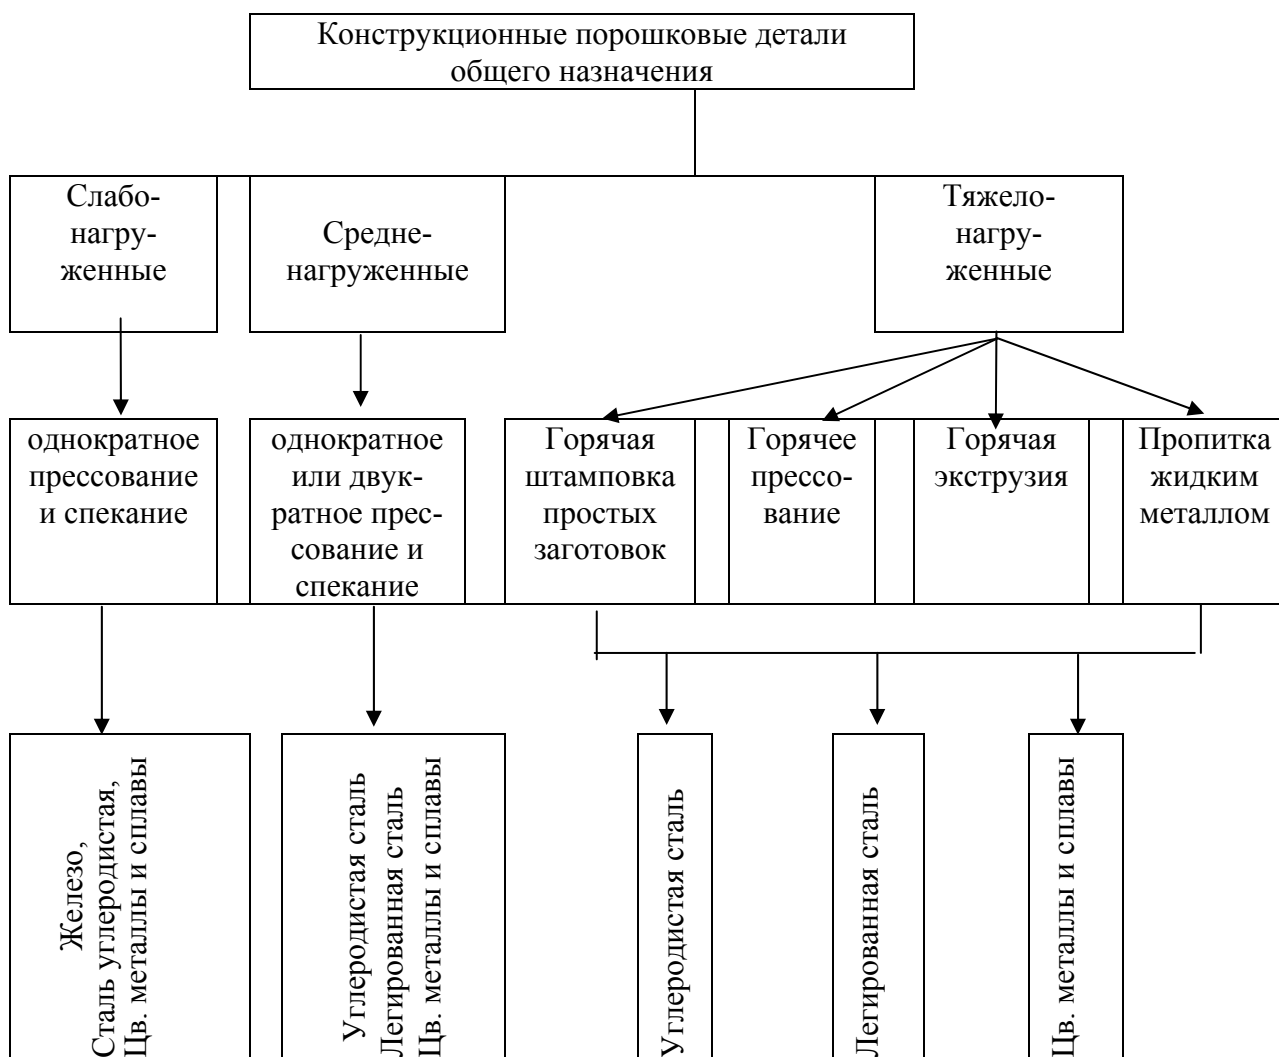 Конструкционные порошковые детали
общего назначения
Слабо-
нагру-
женные
Средне-
нагруженные
Тяжело-
нагру-
женные
однократное
прессование
и спекание
однократное
или двук-
ратное прес-
сование и
спекание
Горячая
штамповка
простых
заготовок
Горячее
прессо-
вание
Горячая
экструзия
Пропитка
жидким
металлом
Железо,
Сталь углеродистая,
Цв. металлы и сплавы
Углеродистая сталь
Легированная сталь
Цв. металлы и сплавы
Углеродистая сталь
Легированная сталь
Цв. металлы и сплавы